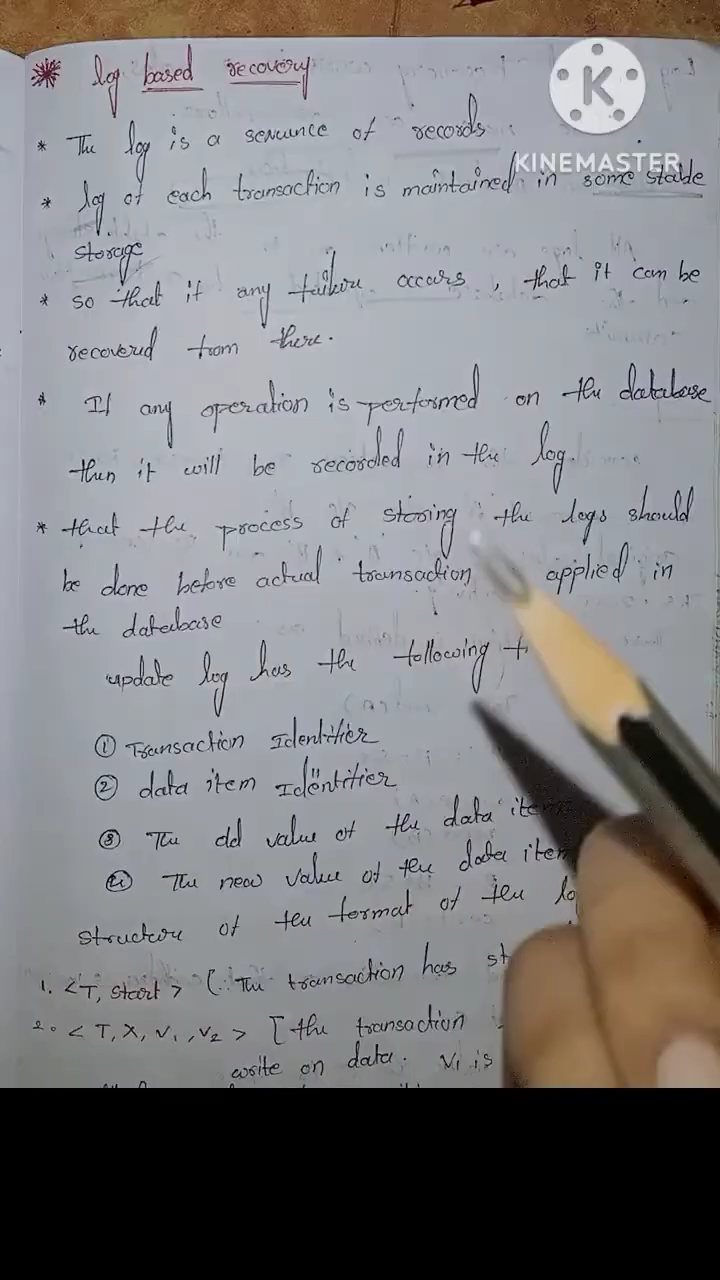 log based recovery
KINEMASTER
* The log is a senunce of records.
* log of each transaction is maintained in some stable
storage
* so that if any failure occurs, that it can be
recovered from there.
* If any operation is performed on the database
then it will be recorded in the log.
* that the process of storing the logs should
be done before actual transaction applied in
the database
update log has the following
① Transaction Identifier
② data item Identifier
③ The old value of the data item
④ The new value of the data item
structure of the format of the
1. <T, start> [∵ The transaction has
2. <T, X, V1, V2> [the transaction
write on data. V1 is